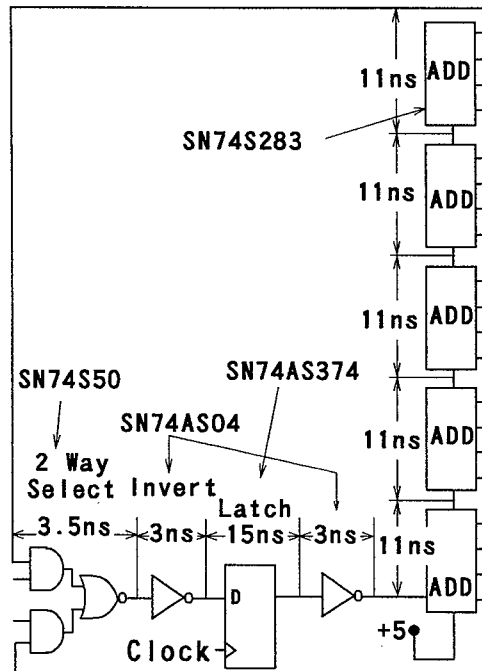 11ns
ADD
SN74S283
11ns
ADD
11ns
ADD
SN74S50
SN74AS374
11ns
ADD
SN74AS04
2 Way
Select
Invert
Latch
3.5ns
3ns
15ns
3ns
11ns
ADD
D
+5
Clock